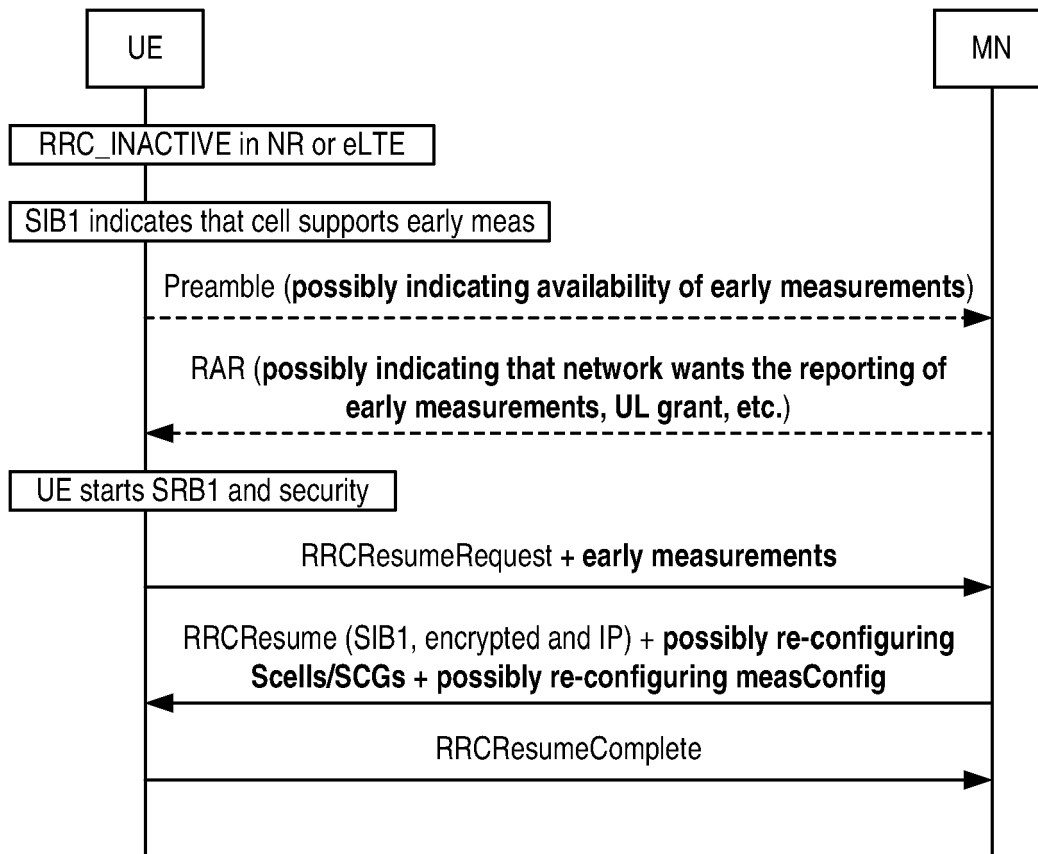 UE
MN
RRC_INACTIVE in NR or eLTE
SIB1 indicates that cell supports early meas
Preamble (possibly indicating availability of early measurements)
RAR (possibly indicating that network wants the reporting of
early measurements, UL grant, etc.)
UE starts SRB1 and security
RRCResumeRequest + early measurements
RRCResume (SIB1, encrypted and IP) + possibly re-configuring
Scells/SCGs + possibly re-configuring measConfig
RRCResumeComplete